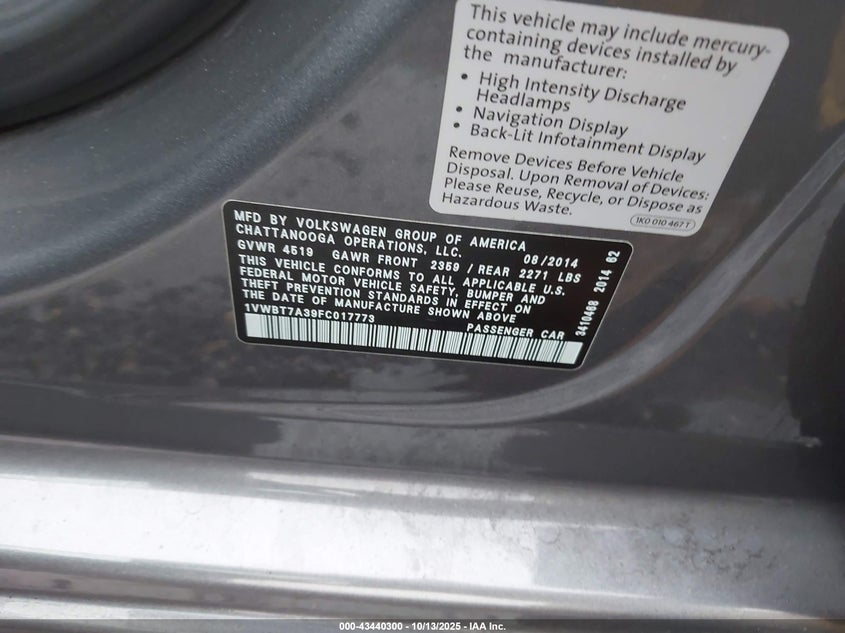 This vehicle may include mercury-
containing devices installed by
the manufacturer:
• High Intensity Discharge
Headlamps
• Navigation Display
• Back-Lit Infotainment Display
Remove Devices Before Vehicle
Disposal. Upon Removal of Devices:
Please Reuse, Recycle, or Dispose as
Hazardous Waste.
1K0 010 467 T
MFD BY VOLKSWAGEN GROUP OF AMERICA
CHATTANOOGA OPERATIONS, LLC.
08/2014
GVWR 4519 GAWR FRONT 2359 / REAR 2271 LBS
THIS VEHICLE CONFORMS TO ALL APPLICABLE U.S.
FEDERAL MOTOR VEHICLE SAFETY, BUMPER AND
THEFT PREVENTION STANDARDS IN EFFECT ON
THE DATE OF MANUFACTURE SHOWN ABOVE
1VWBT7A39FC017773
PASSENGER CAR
3410468 2014 62
000-43440300 - 10/13/2025 - IAA Inc.